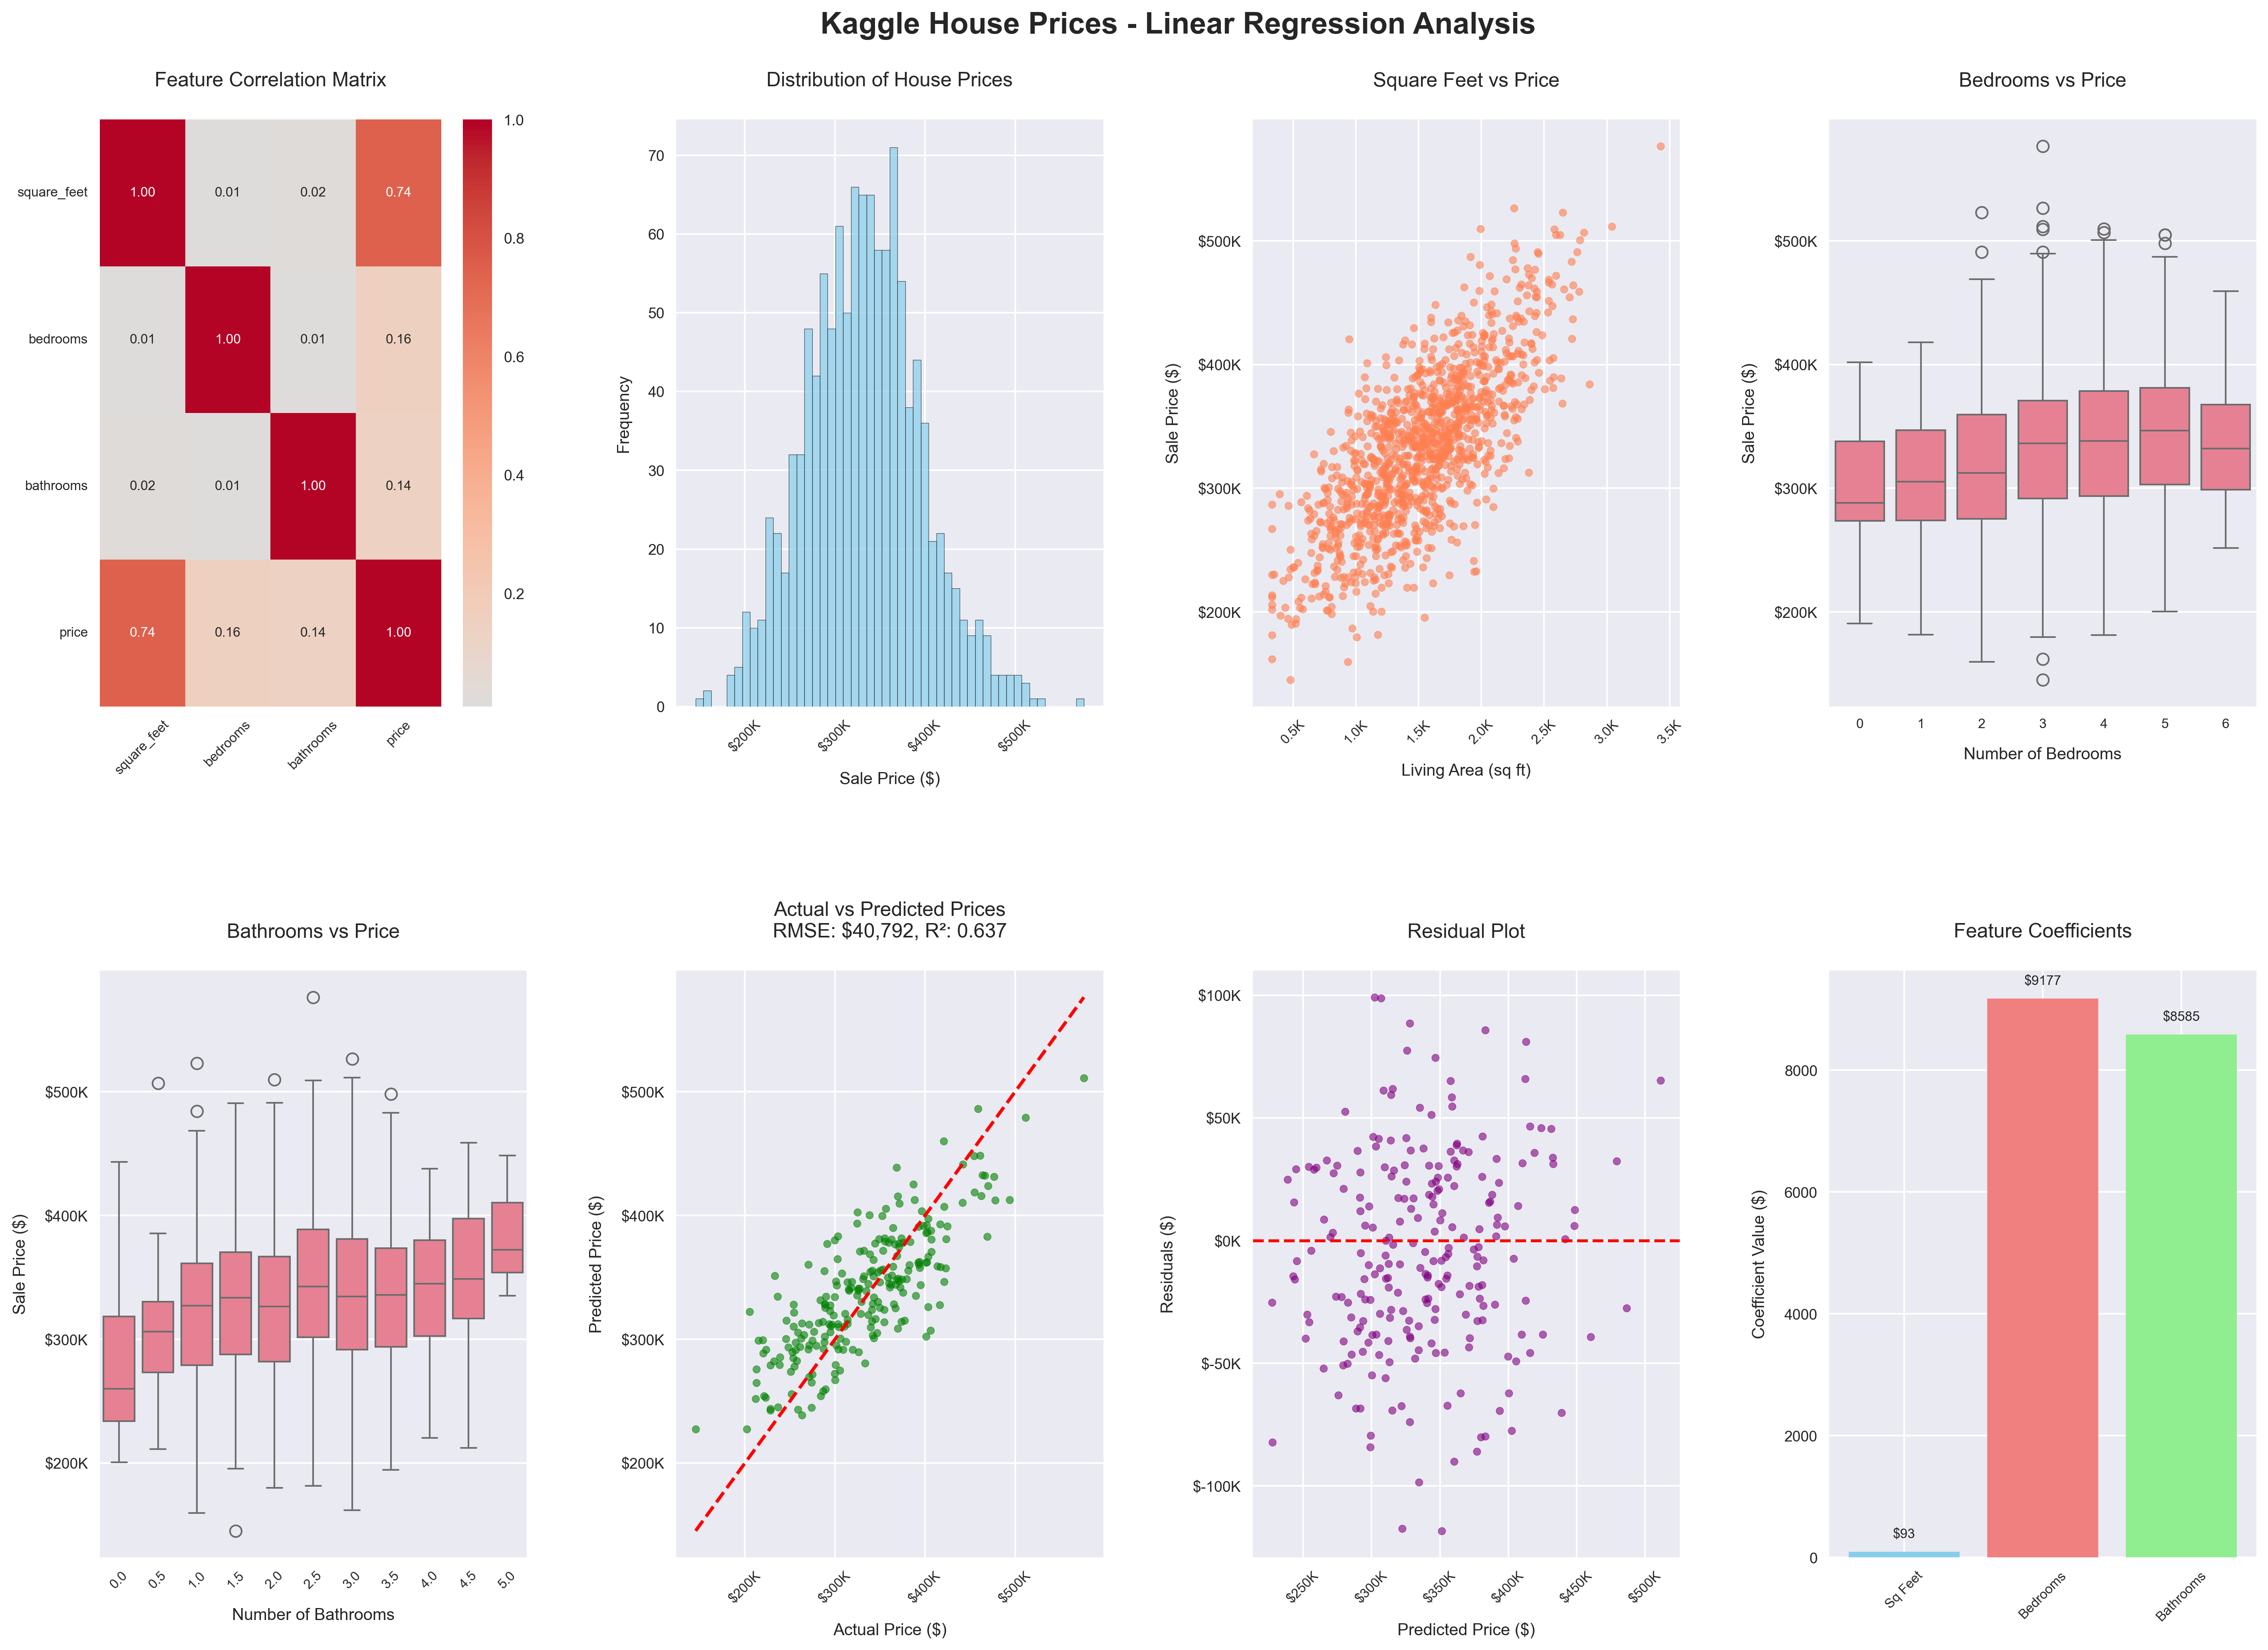 Kaggle House Prices - Linear Regression Analysis
Feature Correlation Matrix
square_feet
bedrooms
bathrooms
price
1.00 0.01 0.02 0.74
0.01 1.00 0.01 0.16
0.02 0.01 1.00 0.14
0.74 0.16 0.14 1.00
square_feet bedrooms bathrooms price
1.0
0.8
0.6
0.4
0.2
Distribution of House Prices
Frequency
70
60
50
40
30
20
10
0
$200K $300K $400K $500K
Sale Price ($)
Square Feet vs Price
Sale Price ($)
$500K
$400K
$300K
$200K
0.5K 1.0K 1.5K 2.0K 2.5K 3.0K 3.5K
Living Area (sq ft)
Bedrooms vs Price
Sale Price ($)
$500K
$400K
$300K
$200K
0 1 2 3 4 5 6
Number of Bedrooms
Bathrooms vs Price
Sale Price ($)
$500K
$400K
$300K
$200K
0.0 0.5 1.0 1.5 2.0 2.5 3.0 3.5 4.0 4.5 5.0
Number of Bathrooms
Actual vs Predicted Prices
RMSE: $40,792, R²: 0.637
Predicted Price ($)
$500K
$400K
$300K
$200K
$200K $300K $400K $500K
Actual Price ($)
Residual Plot
Residuals ($)
$100K
$50K
$0K
$-50K
$-100K
$250K $300K $350K $400K $450K $500K
Predicted Price ($)
Feature Coefficients
Coefficient Value ($)
8000
6000
4000
2000
0
$93
$9177
$8585
Sq Feet Bedrooms Bathrooms